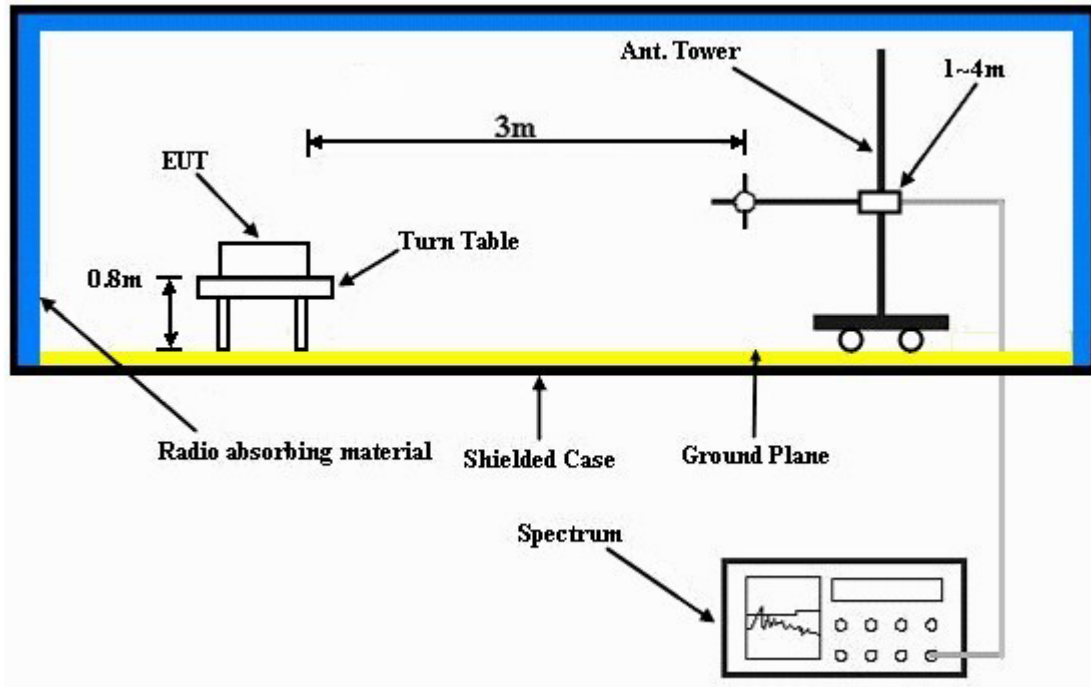 Ant. Tower
1~4m
3m
EUT
Turn Table
0.8m
Radio absorbing material
Shielded Case
Ground Plane
Spectrum